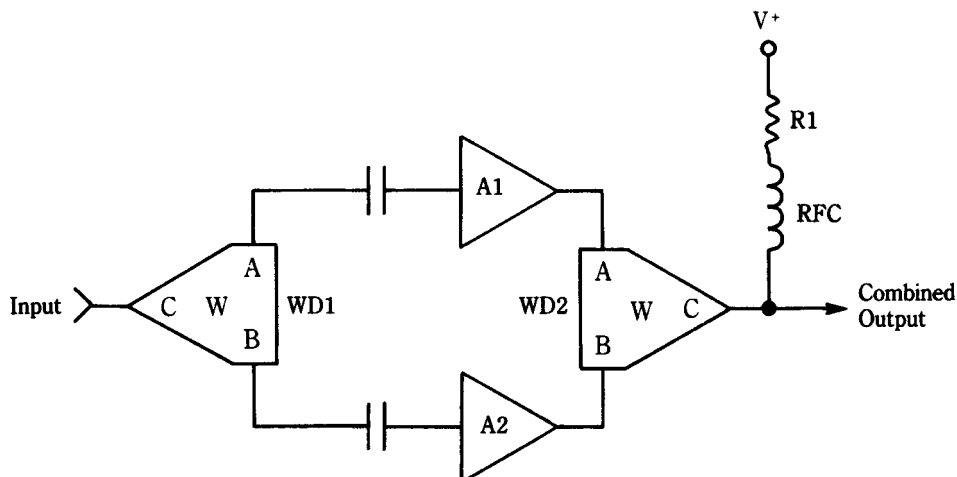 V+
R1
RFC
A1
A
C W
B
WD1
Input
WD2
A
W C
B
Combined
Output
A2